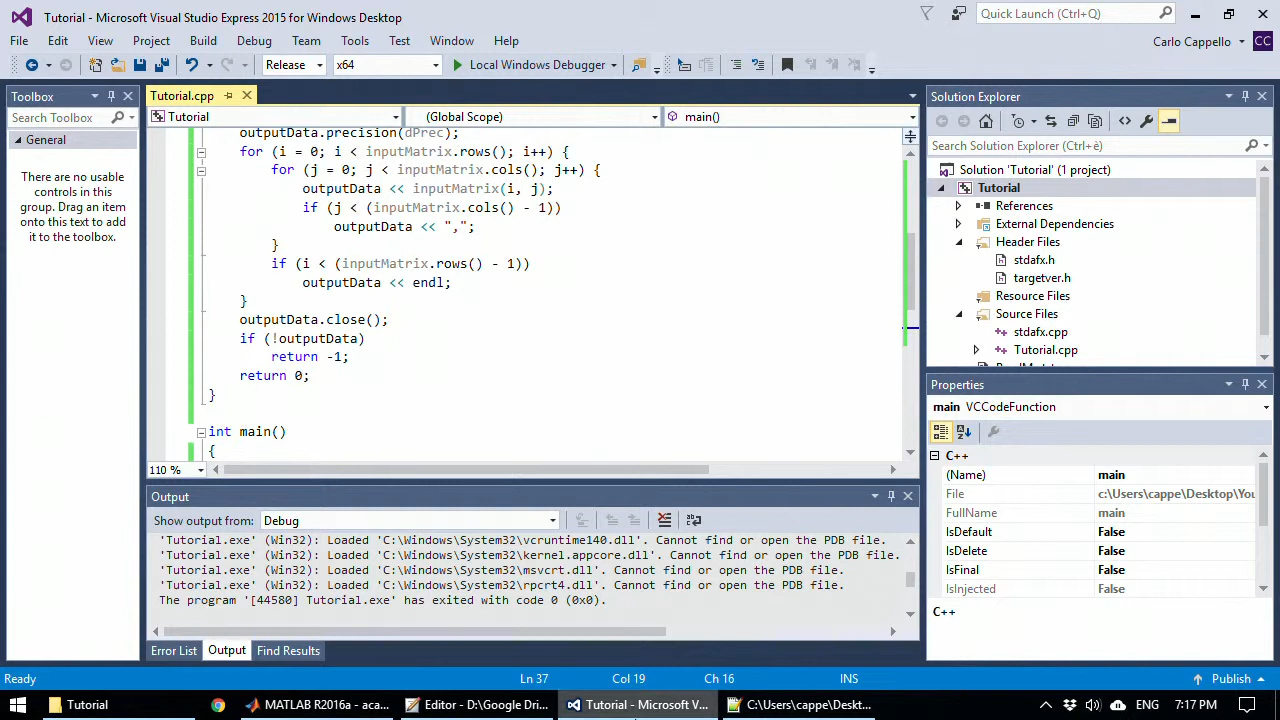 Tutorial - Microsoft Visual Studio Express 2015 for Windows Desktop
Quick Launch (Ctrl+Q)
File Edit View Project Build Debug Team Tools Test Window Help
Carlo Cappello CC
Release x64 Local Windows Debugger
Toolbox
Search Toolbox
General
There are no usable
controls in this
group. Drag an item
onto this text to add
it to the toolbox.
Tutorial.cpp
Tutorial (Global Scope) main()
outputData.precision(dPrec);
for (i = 0; i < inputMatrix.rows(); i++) {
for (j = 0; j < inputMatrix.cols(); j++) {
outputData << inputMatrix(i, j);
if (j < (inputMatrix.cols() - 1))
outputData << ",";
}
if (i < (inputMatrix.rows() - 1))
outputData << endl;
}
outputData.close();
if (!outputData)
return -1;
return 0;
}
int main()
{
110 %
Output
Show output from: Debug
'Tutorial.exe' (Win32): Loaded 'C:\Windows\System32\vcruntime140.dll'. Cannot find or open the PDB file.
'Tutorial.exe' (Win32): Loaded 'C:\Windows\System32\kernel.appcore.dll'. Cannot find or open the PDB file.
'Tutorial.exe' (Win32): Loaded 'C:\Windows\System32\msvcrt.dll'. Cannot find or open the PDB file.
'Tutorial.exe' (Win32): Loaded 'C:\Windows\System32\rpcrt4.dll'. Cannot find or open the PDB file.
The program '[44580] Tutorial.exe' has exited with code 0 (0x0).
Error List Output Find Results
Solution Explorer
Search Solution Explorer (Ctrl+è)
Solution 'Tutorial' (1 project)
Tutorial
References
External Dependencies
Header Files
stdafx.h
targetver.h
Resource Files
Source Files
stdafx.cpp
Tutorial.cpp
Properties
main VCCodeFunction
C++
(Name) main
File c:\Users\cappe\Desktop\You
FullName main
IsDefault False
IsDelete False
IsFinal False
IsInjected False
C++
Ready Ln 37 Col 19 Ch 16 INS Publish
Tutorial MATLAB R2016a - aca... Editor - D:\Google Dri... Tutorial - Microsoft V... C:\Users\cappe\Deskt... ENG 7:17 PM